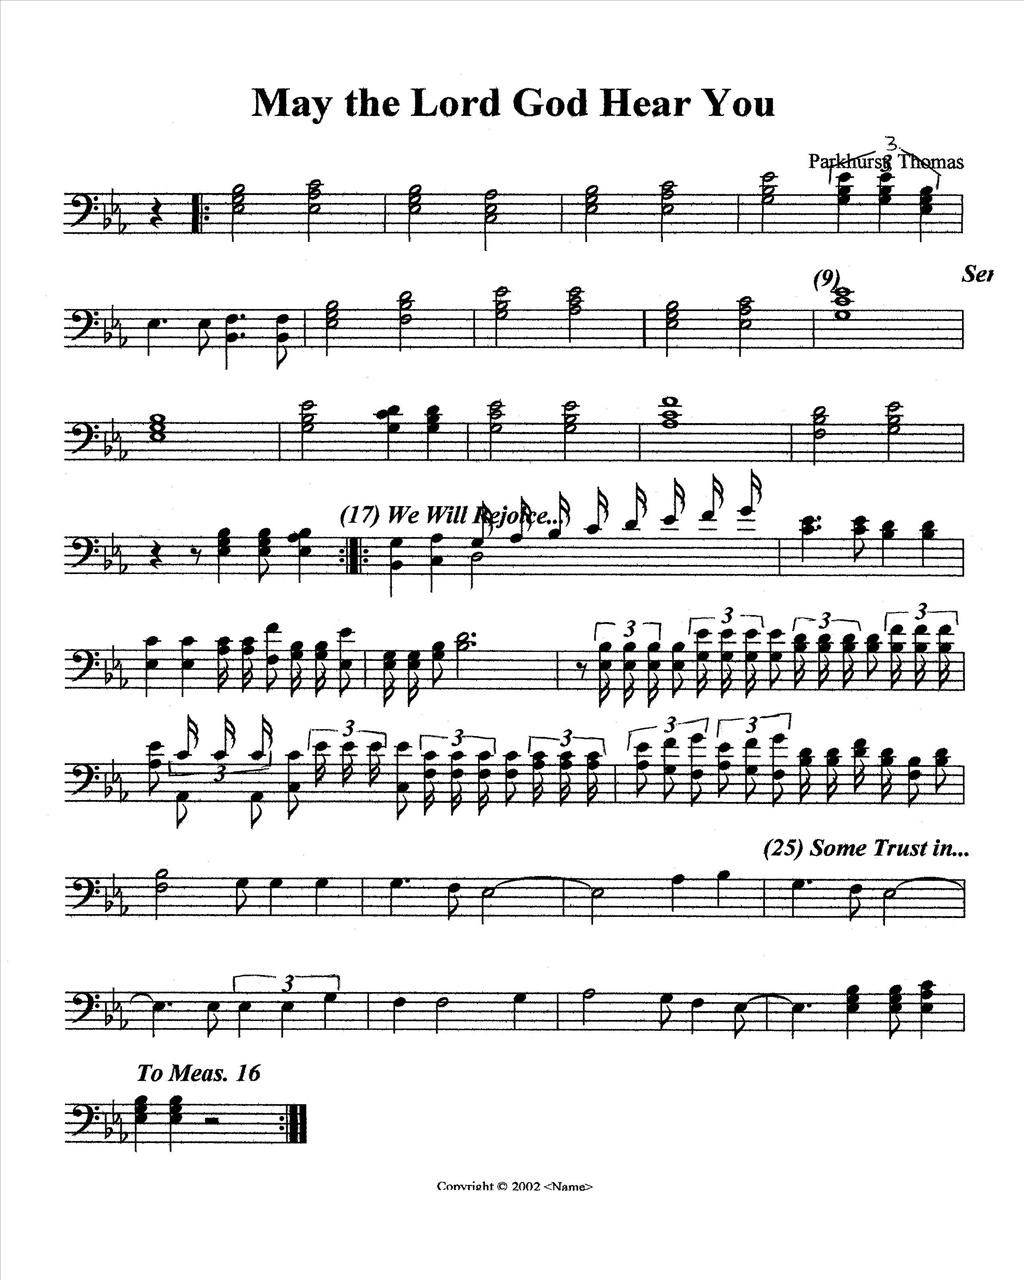 May the Lord God Hear You
3.
Parkhurst Thomas
3
(9)
Ser
(17) We Will Rejoice...
3
3
3
3
3
3
3
3
3
3
(25) Some Trust in...
3
To Meas. 16
Copyright © 2002 <Name>